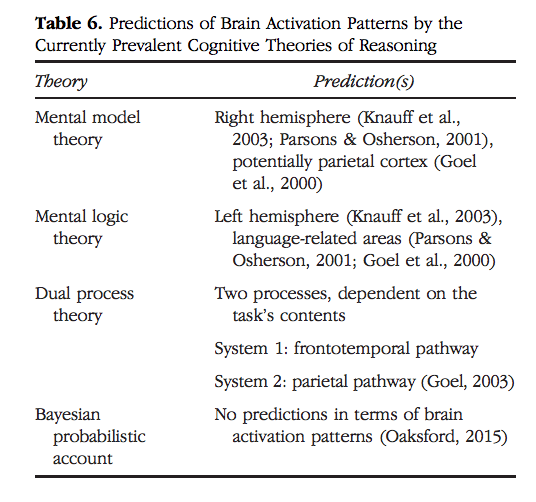 Table 6. Predictions of Brain Activation Patterns by the
Currently Prevalent Cognitive Theories of Reasoning
Theory Prediction(s)
Mental model Right hemisphere (Knauff et al.,
theory 2003; Parsons & Osherson, 2001),
potentially parietal cortex (Goel
et al., 2000)
Mental logic Left hemisphere (Knauff et al., 2003),
theory language-related areas (Parsons &
Osherson, 2001; Goel et al., 2000)
Dual process Two processes, dependent on the
theory task's contents
System 1: frontotemporal pathway
System 2: parietal pathway (Goel, 2003)
Bayesian No predictions in terms of brain
probabilistic activation patterns (Oaksford, 2015)
account